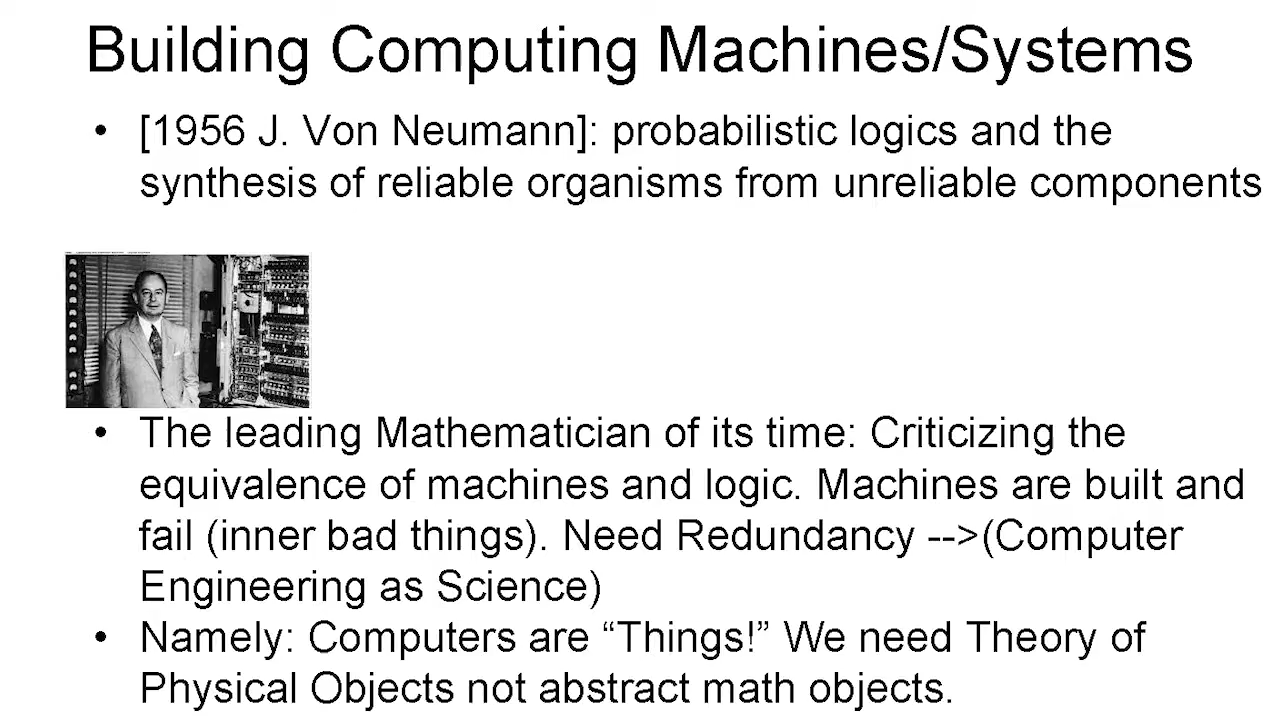 Building Computing Machines/Systems
• [1956 J. Von Neumann]: probabilistic logics and the
synthesis of reliable organisms from unreliable components
• The leading Mathematician of its time: Criticizing the
equivalence of machines and logic. Machines are built and
fail (inner bad things). Need Redundancy -->(Computer
Engineering as Science)
• Namely: Computers are “Things!” We need Theory of
Physical Objects not abstract math objects.